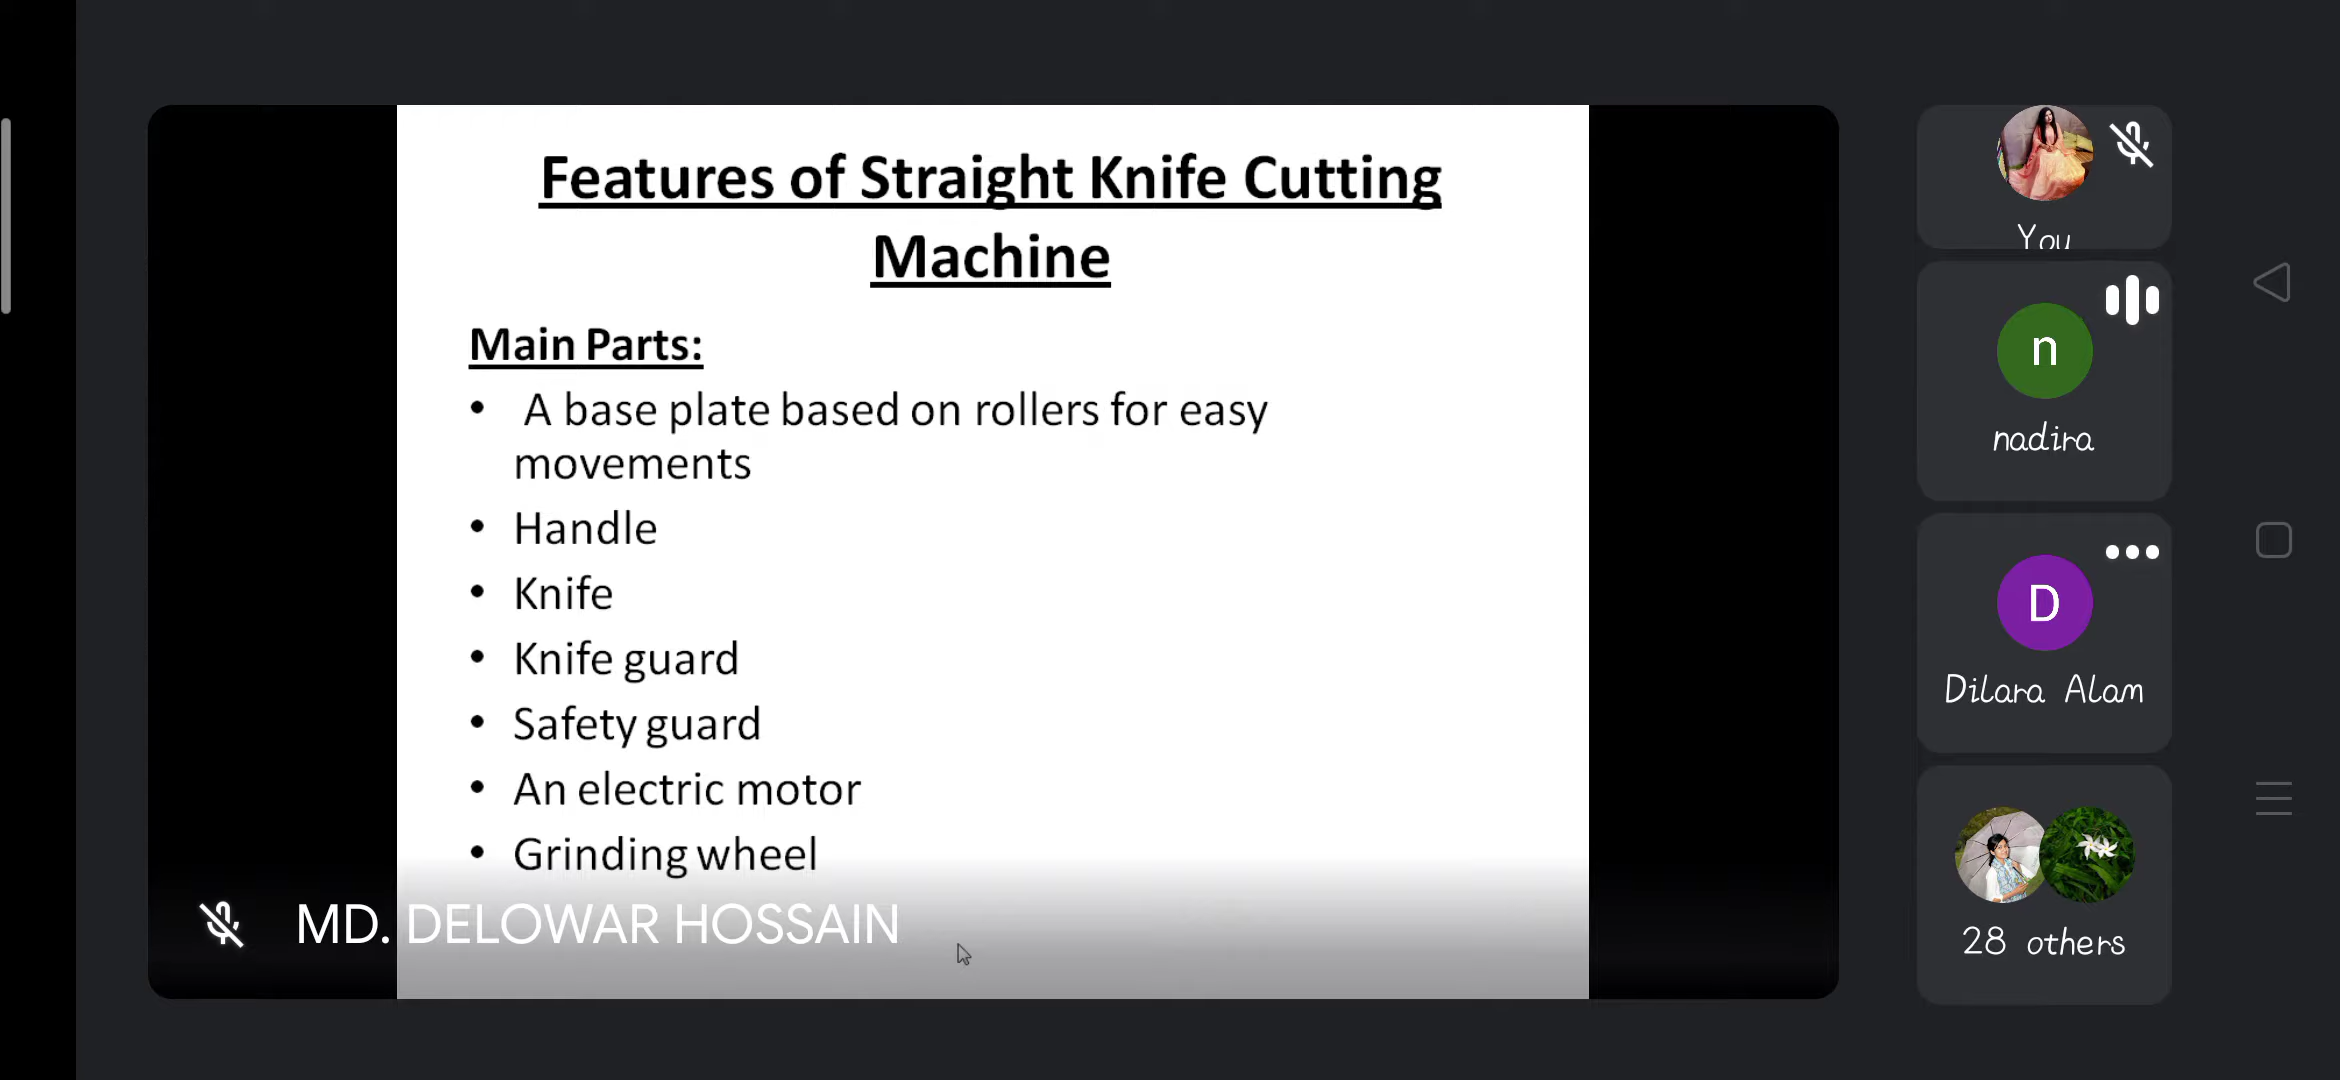 Features of Straight Knife Cutting
Machine
Main Parts:
• A base plate based on rollers for easy
movements
• Handle
• Knife
• Knife guard
• Safety guard
• An electric motor
• Grinding wheel
MD. DELOWAR HOSSAIN
You
n
nadira
D
Dilara Alam
28 others